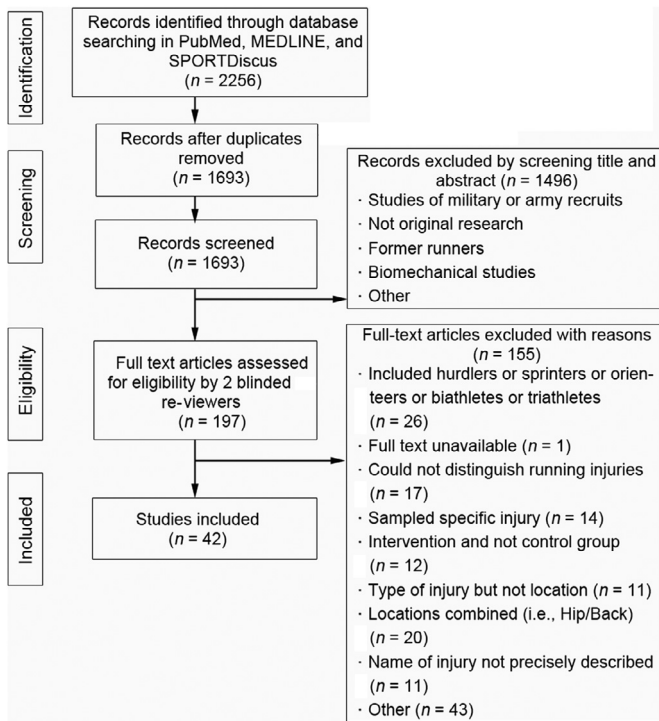 Identification
Records identified through database
searching in PubMed, MEDLINE, and
SPORTDiscus
(n = 2256)
Screening
Records after duplicates
removed
(n = 1693)
Records screened
(n = 1693)
Records excluded by screening title and
abstract (n = 1496)
· Studies of military or army recruits
· Not original research
· Former runners
· Biomechanical studies
· Other
Eligibility
Full text articles assessed
for eligibility by 2 blinded
re-viewers
(n = 197)
Full-text articles excluded with reasons
(n = 155)
· Included hurdlers or sprinters or orien-
teers or biathletes or triathletes
(n = 26)
· Full text unavailable (n = 1)
· Could not distinguish running injuries
(n = 17)
· Sampled specific injury (n = 14)
· Intervention and not control group
(n = 12)
· Type of injury but not location (n = 11)
· Locations combined (i.e., Hip/Back)
(n = 20)
· Name of injury not precisely described
(n = 11)
· Other (n = 43)
Included
Studies included
(n = 42)